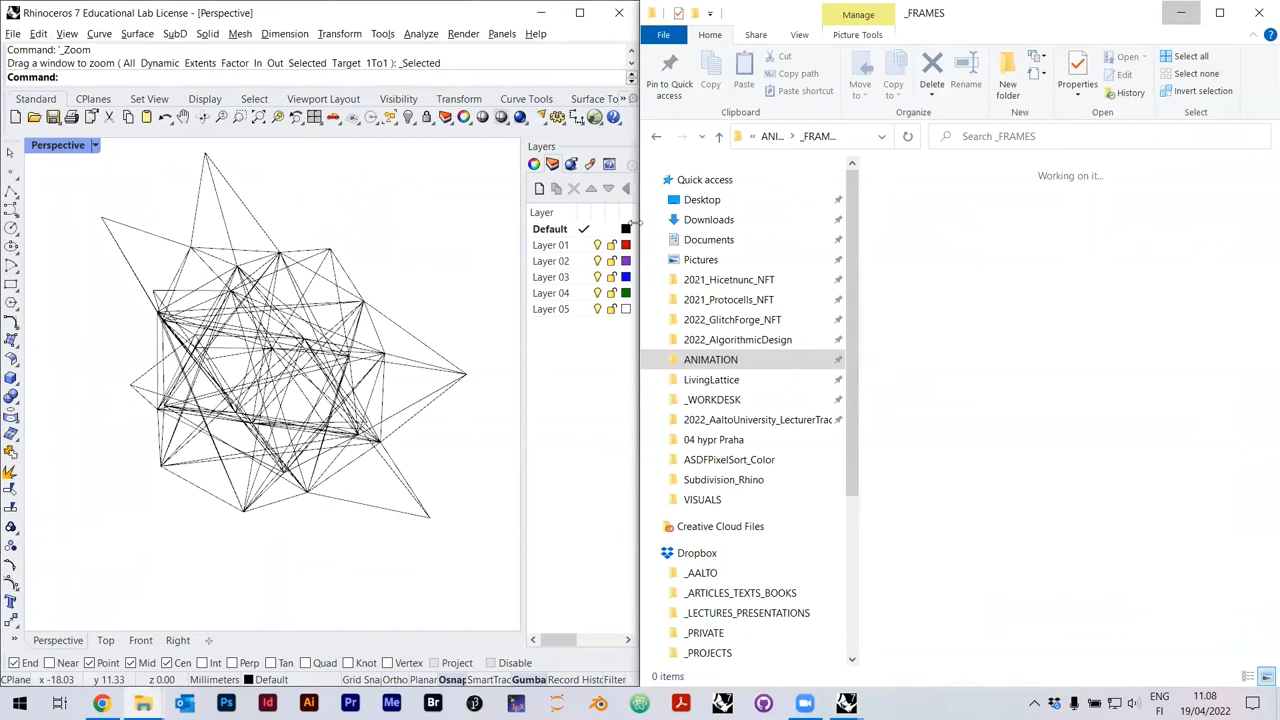 Rhinoceros 7 Educational Lab License - [Perspective]
File Edit View Curve Surface SubD Solid Mesh Dimension Transform Tools Analyze Render Panels Help
Command: '_Zoom
Drag a window to zoom ( All Dynamic Extents Factor In Out Selected Target 1To1 ): _Selected
Command:
Standard CPlanes Set View Display Select Viewport Layout Visibility Transform Curve Tools Surface To
Perspective
Layers
Layer
Default
Layer 01
Layer 02
Layer 03
Layer 04
Layer 05
Perspective Top Front Right
End Near Point Mid Cen Int Perp Tan Quad Knot Vertex Project Disable
CPlane x -18.03 y 11.33 z 0.00 Millimeters Default Grid Snap Ortho Planar Osnap SmartTrac Gumba Record Hist Filter
Manage _FRAMES
File Home Share View Picture Tools
Pin to Quick access
Copy
Paste
Cut
Copy path
Paste shortcut
Clipboard
Move to
Copy to
Delete
Rename
Organize
New folder
New
Properties
Open
Edit
History
Open
Select all
Select none
Invert selection
Select
« ANI... _FRAM...
Search _FRAMES
Working on it...
Quick access
Desktop
Downloads
Documents
Pictures
2021_Hicetnunc_NFT
2021_Protocells_NFT
2022_GlitchForge_NFT
2022_AlgorithmicDesign
ANIMATION
LivingLattice
_WORKDESK
2022_AaltoUniversity_LecturerTrac
04 hypr Praha
ASDFPixelSort_Color
Subdivision_Rhino
VISUALS
Creative Cloud Files
Dropbox
_AALTO
_ARTICLES_TEXTS_BOOKS
_LECTURES_PRESENTATIONS
_PRIVATE
_PROJECTS
0 items
Ps Id Ai Pr Me Br
ENG
FI
11.08
19/04/2022